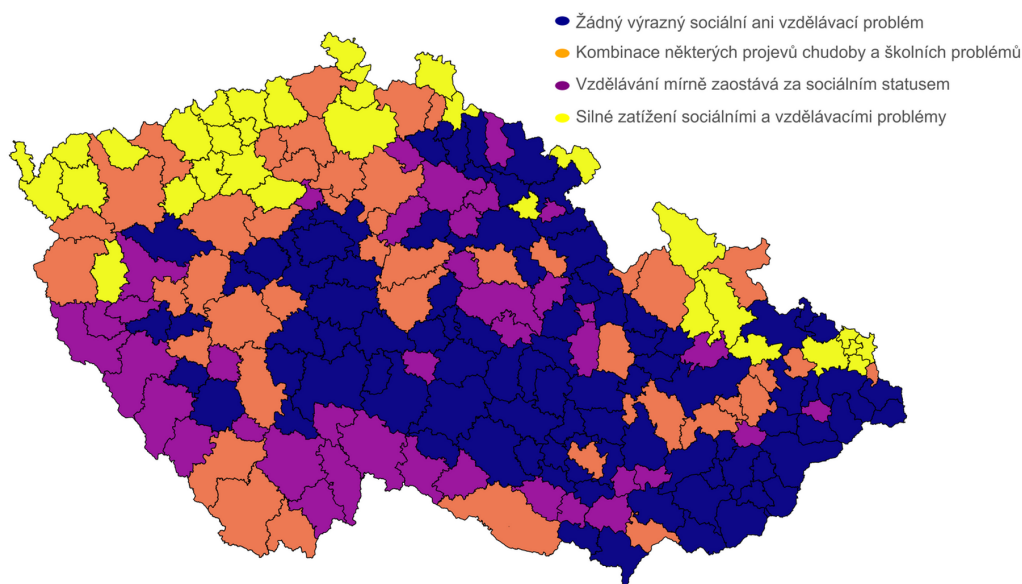 Žádný výrazný sociální ani vzdělávací problém
Kombinace některých projevů chudoby a školních problémů
Vzdělávání mírně zaostává za sociálním statusem
Silné zatížení sociálními a vzdělávacími problémy